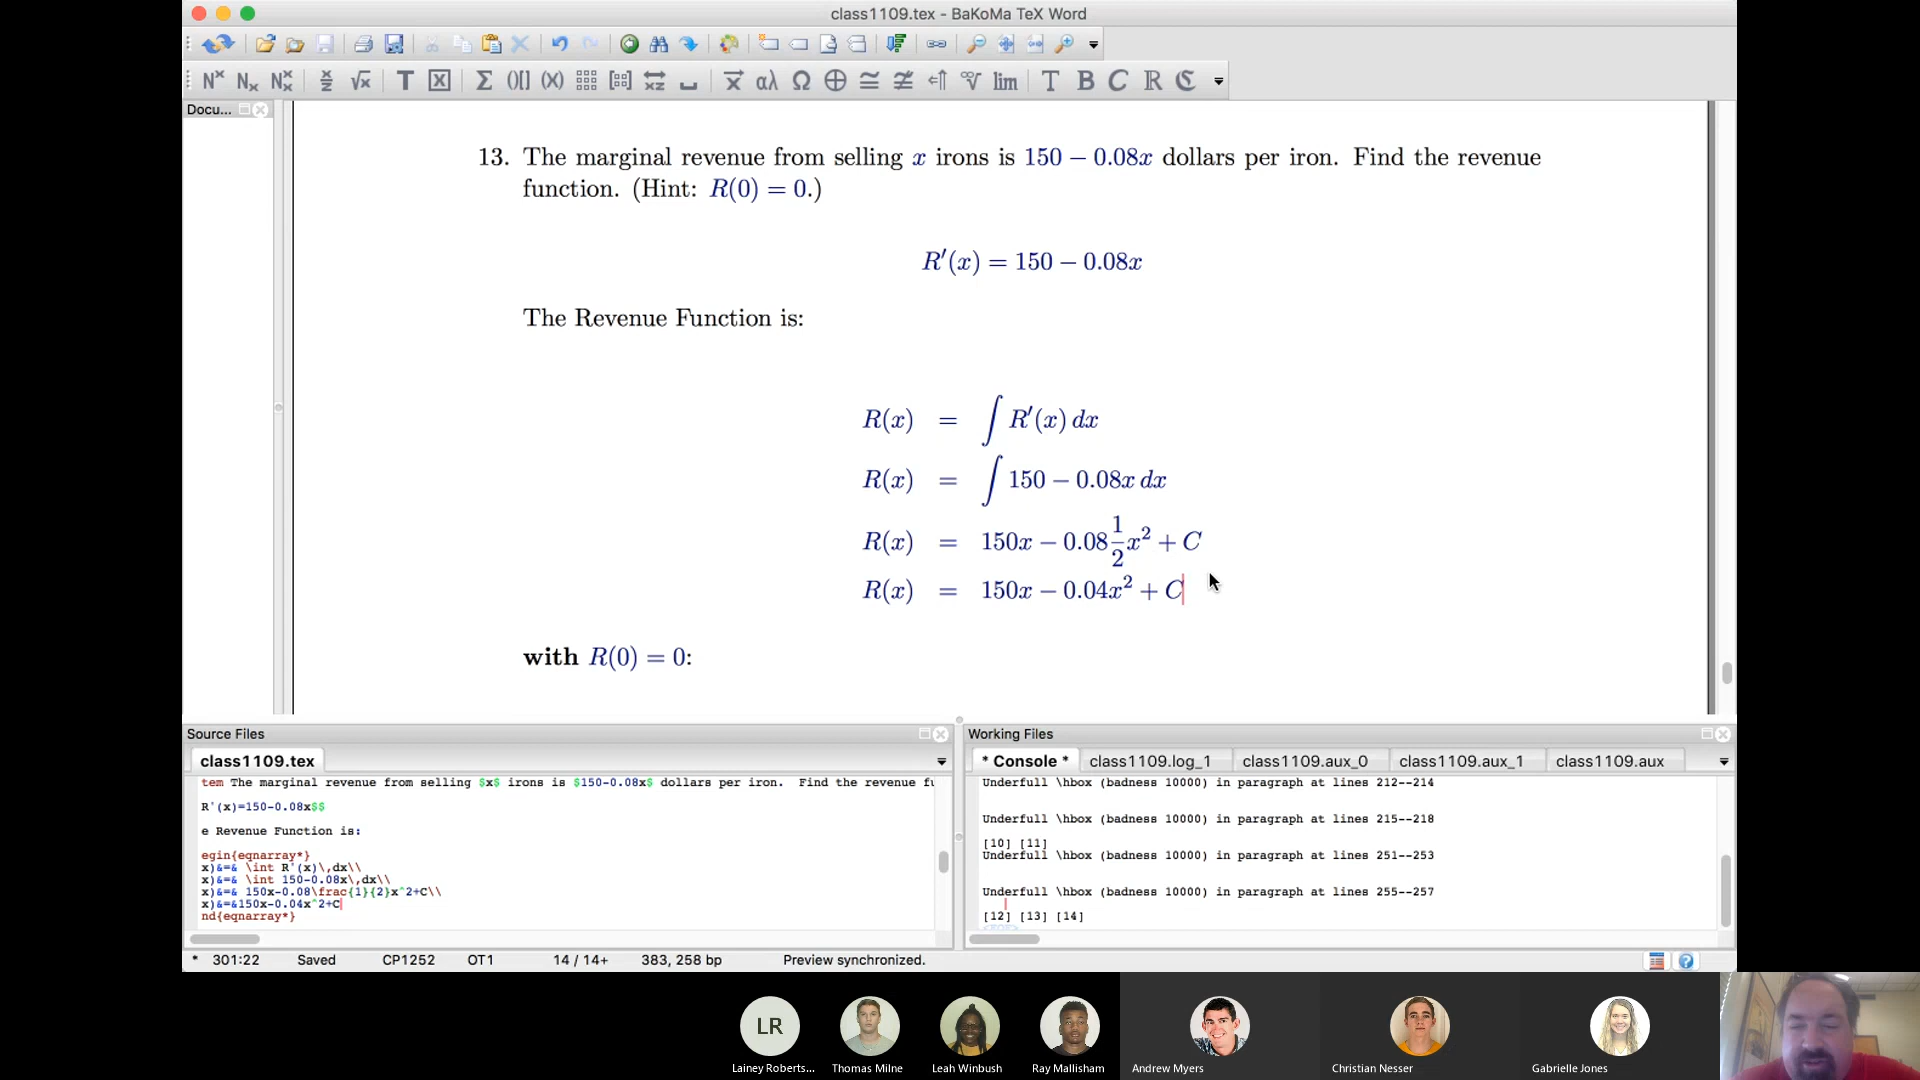 class1109.tex - BaKoMa TeX Word
Docu...
13. The marginal revenue from selling x irons is 150 − 0.08x dollars per iron. Find the revenue
function. (Hint: R(0) = 0.)
R′(x) = 150 − 0.08x
The Revenue Function is:
R(x) = ∫ R′(x) dx
R(x) = ∫ 150 − 0.08x dx
R(x) = 150x − 0.08 1/2 x² + C
R(x) = 150x − 0.04x² + C
with R(0) = 0:
Source Files
class1109.tex
tem The marginal revenue from selling $x$ irons is $150-0.08x$ dollars per iron.  Find the revenue fu
R'(x)=150-0.08x$$
e Revenue Function is:
egin{eqnarray*}
x)&=& \int R'(x)\,dx\\
x)&=& \int 150-0.08x\,dx\\
x)&=& 150x-0.08\frac{1}{2}x^2+C\\
x)&=&150x-0.04x^2+C
nd{eqnarray*}
Working Files
* Console * class1109.log_1 class1109.aux_0 class1109.aux_1 class1109.aux
Underfull \hbox (badness 10000) in paragraph at lines 212--214
Underfull \hbox (badness 10000) in paragraph at lines 215--218
[10] [11]
Underfull \hbox (badness 10000) in paragraph at lines 251--253
Underfull \hbox (badness 10000) in paragraph at lines 255--257
[12] [13] [14]
* 301:22 Saved CP1252 OT1 14 / 14+ 383, 258 bp Preview synchronized.
LR
Lainey Roberts... Thomas Milne Leah Winbush Ray Mallisham Andrew Myers Christian Nesser Gabrielle Jones